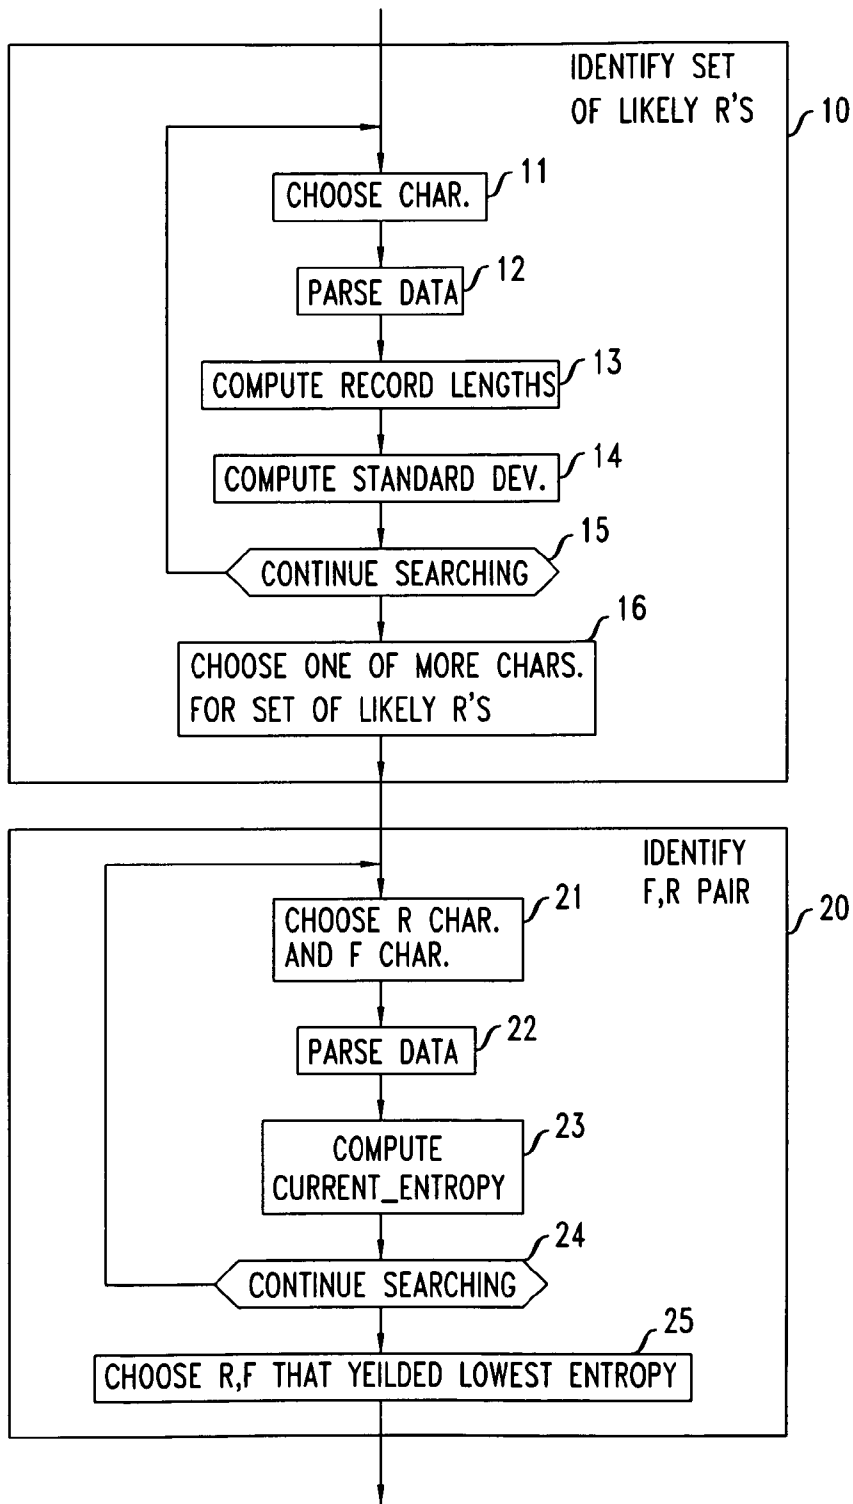 IDENTIFY SET
OF LIKELY R'S
10
11
CHOOSE CHAR.
12
PARSE DATA
13
COMPUTE RECORD LENGTHS
14
COMPUTE STANDARD DEV.
15
CONTINUE SEARCHING
16
CHOOSE ONE OF MORE CHARS.
FOR SET OF LIKELY R'S
IDENTIFY
F,R PAIR
20
21
CHOOSE R CHAR.
AND F CHAR.
22
PARSE DATA
23
COMPUTE
CURRENT_ENTROPY
24
CONTINUE SEARCHING
25
CHOOSE R,F THAT YEILDED LOWEST ENTROPY